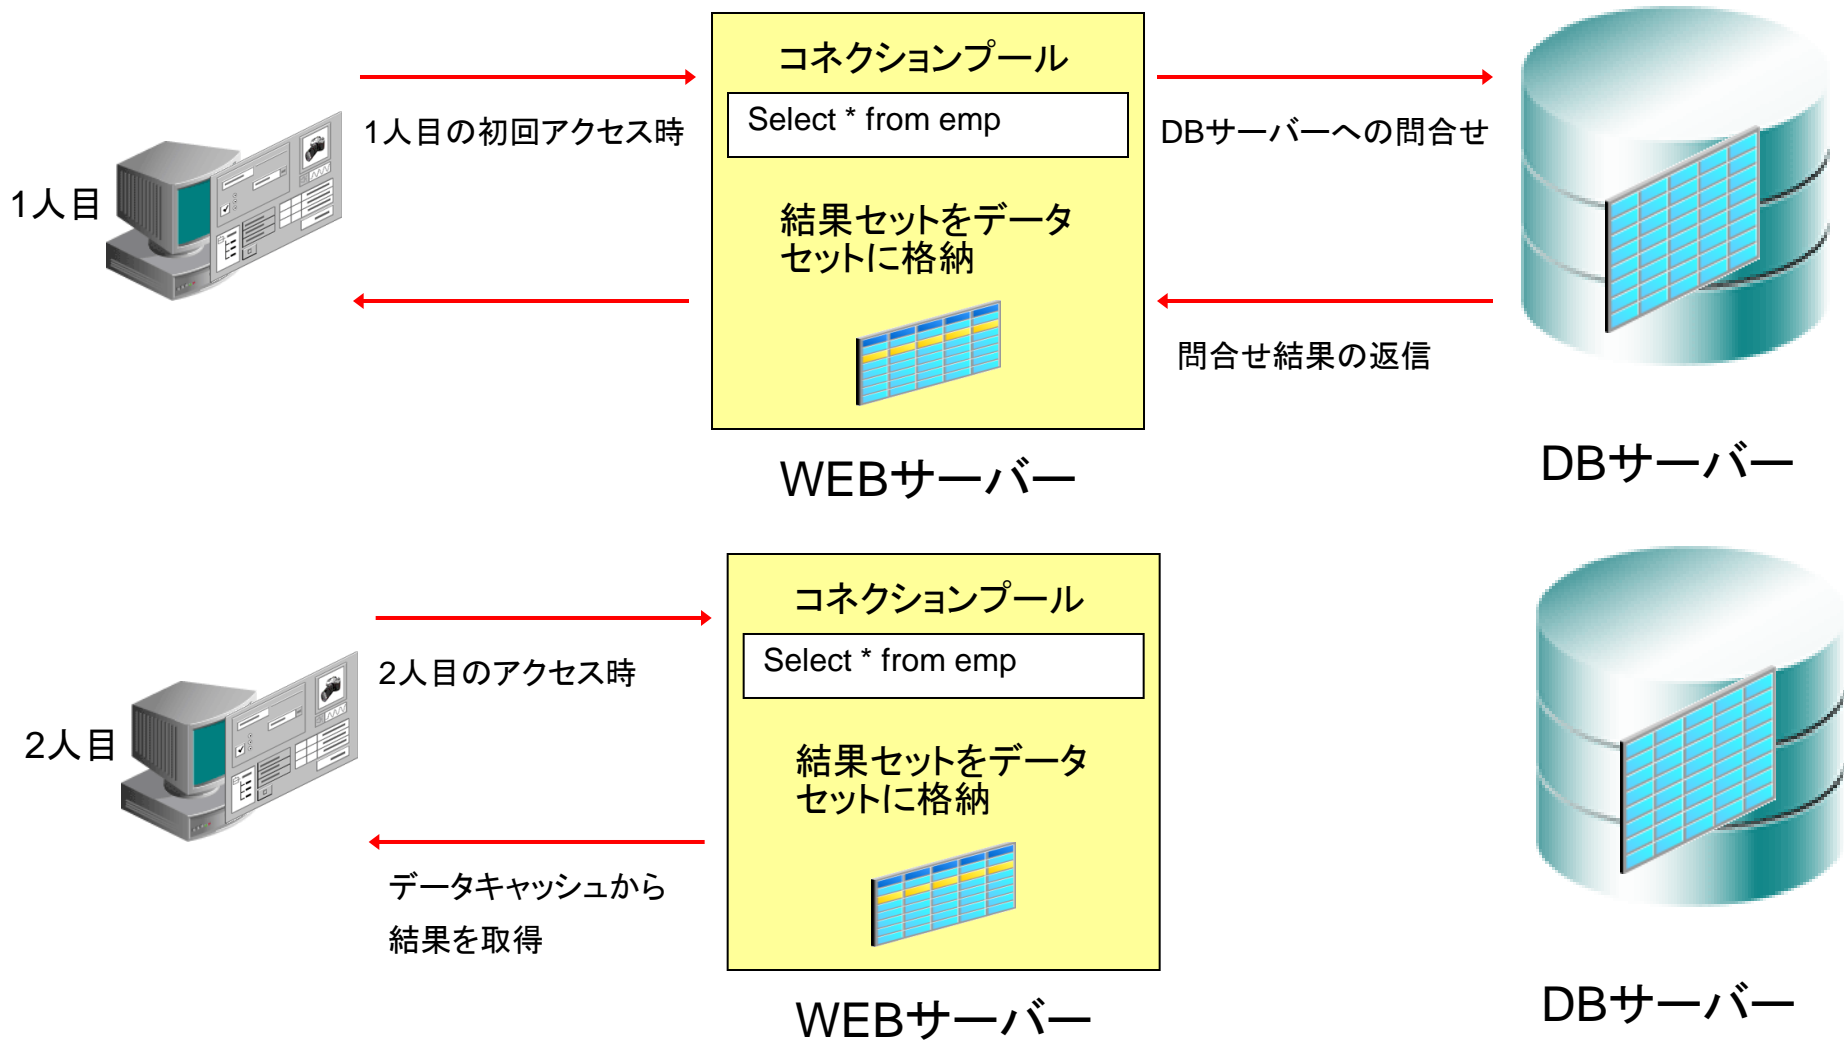 コネクションプール
Select * from emp
1人目の初回アクセス時
DBサーバーへの問合せ
1人目
結果セットをデータ
セットに格納
問合せ結果の返信
WEBサーバー
DBサーバー
コネクションプール
Select * from emp
2人目のアクセス時
2人目
結果セットをデータ
セットに格納
データキャッシュから
結果を取得
WEBサーバー
DBサーバー